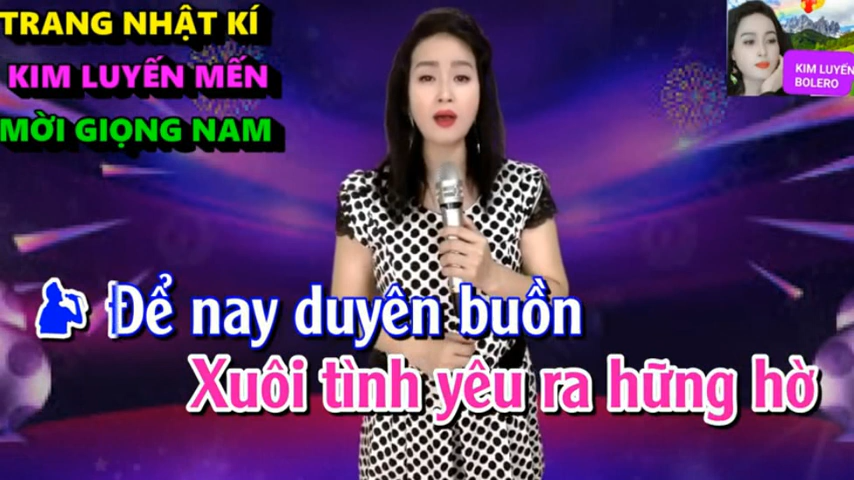 TRANG NHẬT KÍ
KIM LUYẾN MẾN
MỜI GIỌNG NAM
KIM LUYẾN
BOLERO
Để nay duyên buồn
Xuôi tình yêu ra hững hờ